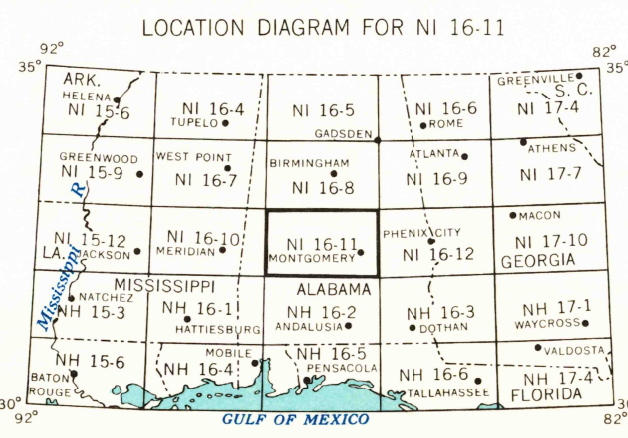 LOCATION DIAGRAM FOR NI 16-11
92° 82°
35° 35°
ARK. GREENVILLE
HELENA S. C.
NI 15-6 NI 16-4 NI 16-5 NI 16-6 NI 17-4
TUPELO GADSDEN ROME
GREENWOOD WEST POINT BIRMINGHAM ATLANTA ATHENS
NI 15-9 NI 16-7 NI 16-8 NI 16-9 NI 17-7
R
MACON
NI 15-12 NI 16-10 NI 16-11 PHENIX CITY NI 17-10
LA. JACKSON MERIDIAN MONTGOMERY NI 16-12 GEORGIA
Mississippi
MISSISSIPPI ALABAMA
NATCHEZ
NH 15-3 NH 16-1 NH 16-2 NH 16-3 NH 17-1
HATTIESBURG ANDALUSIA DOTHAN WAYCROSS
NH 15-6 MOBILE NH 16-5 VALDOSTA
NH 16-4 PENSACOLA NH 16-6 NH 17-4
BATON ROUGE TALLAHASSEE FLORIDA
30° 30°
92° GULF OF MEXICO 82°